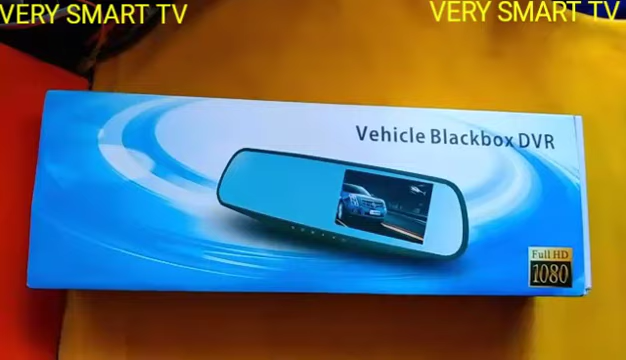 VERY SMART TV
VERY SMART TV
Vehicle Blackbox DVR
Full HD
1080